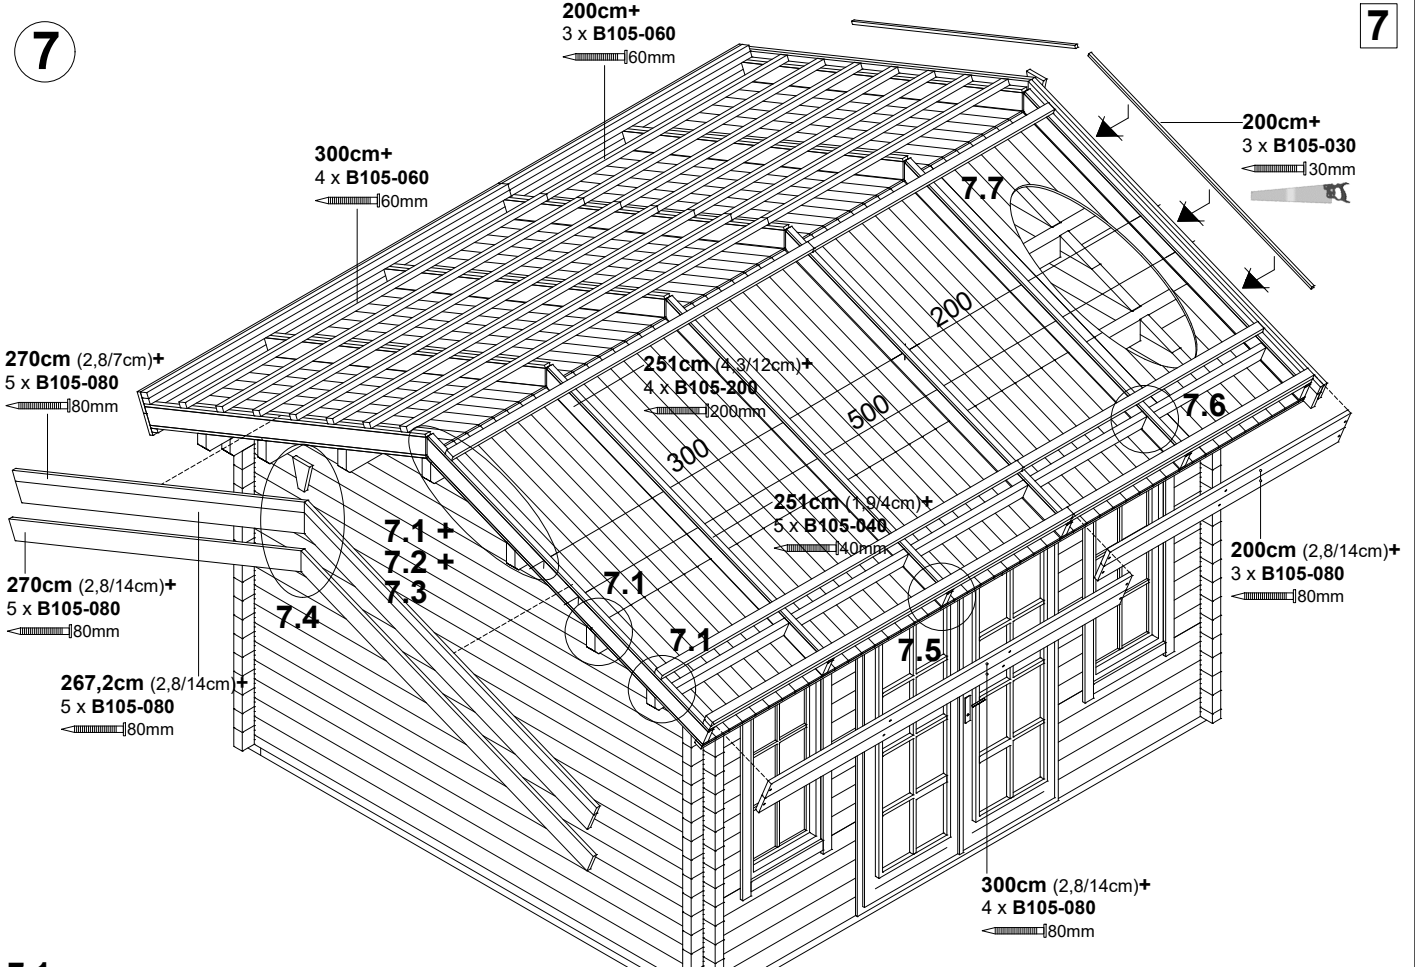 7
200cm+
3 x B105-060
60mm
7
300cm+
4 x B105-060
60mm
200cm+
3 x B105-030
30mm
7.7
200
270cm (2,8/7cm)+
5 x B105-080
80mm
251cm (4,3/12cm)+
4 x B105-200
200mm
500
7.6
300
251cm (1,9/4cm)+
5 x B105-040
40mm
7.1 +
7.2 +
7.3
270cm (2,8/14cm)+
5 x B105-080
80mm
7.4
7.1
7.1
7.5
200cm (2,8/14cm)+
3 x B105-080
80mm
267,2cm (2,8/14cm)+
5 x B105-080
80mm
300cm (2,8/14cm)+
4 x B105-080
80mm